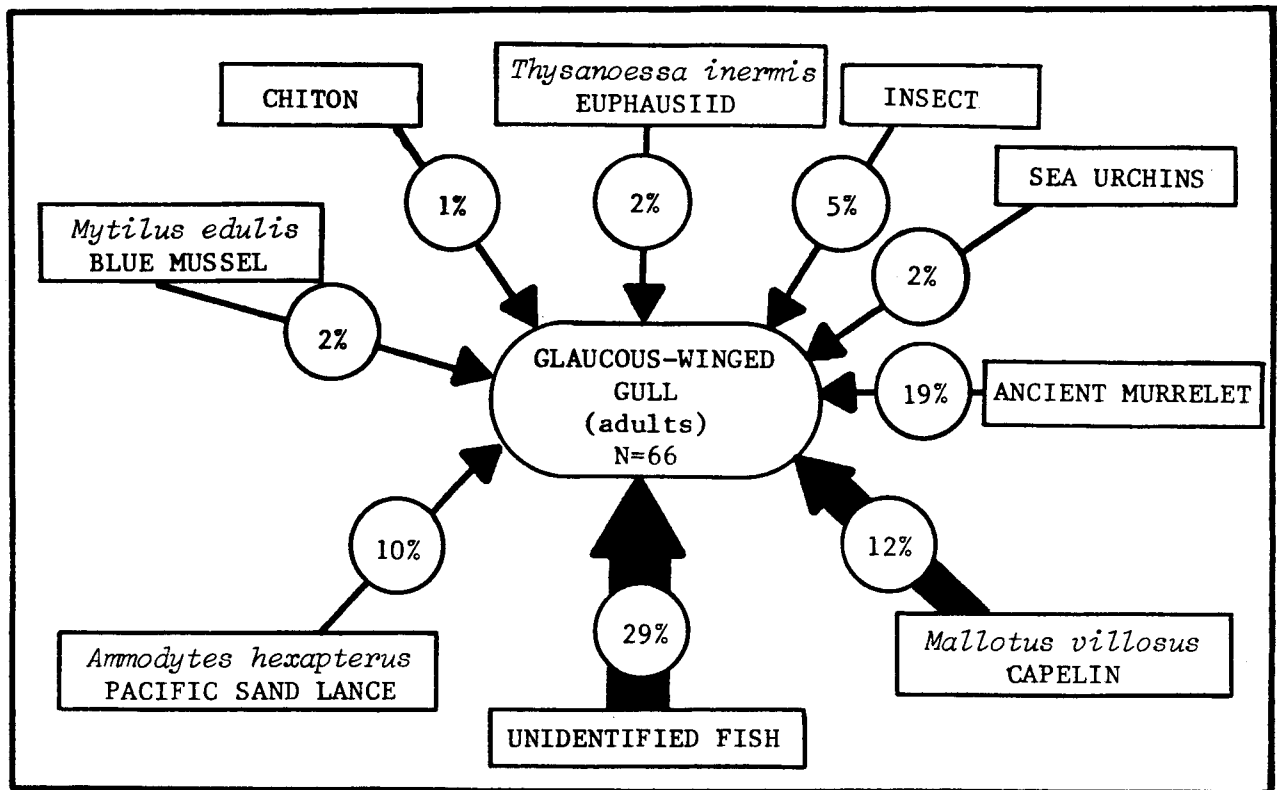 Thysanoessa inermis
EUPHAUSIID
CHITON
INSECT
SEA URCHINS
1%
2%
5%
Mytilus edulis
BLUE MUSSEL
2%
2%
GLAUCOUS-WINGED
GULL
(adults)
N=66
19%
ANCIENT MURRELET
10%
12%
29%
Ammodytes hexapterus
PACIFIC SAND LANCE
Mallotus villosus
CAPELIN
UNIDENTIFIED FISH